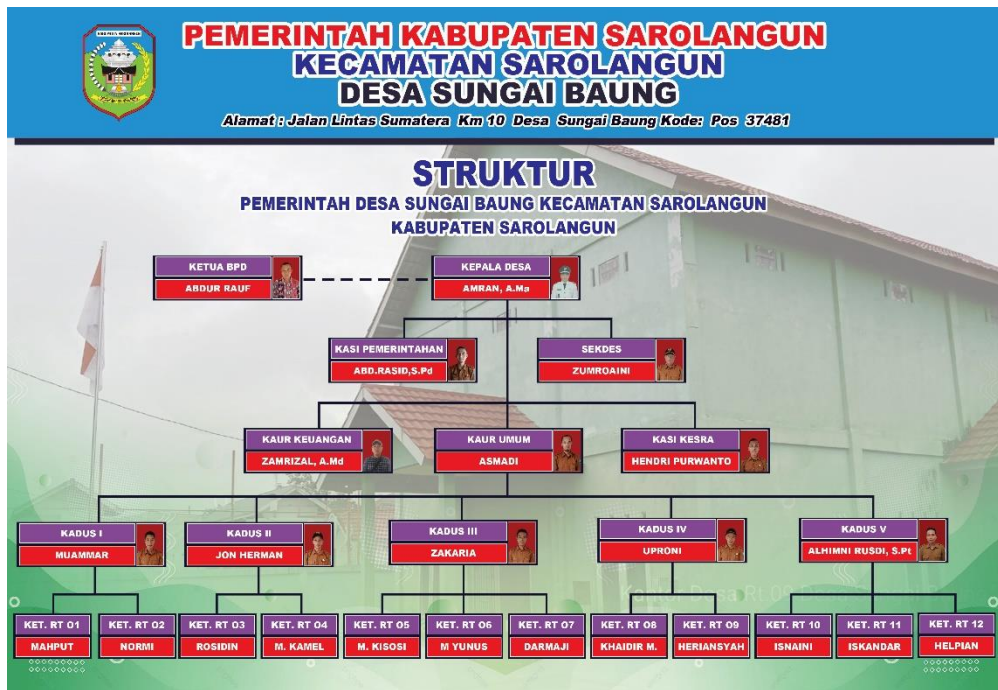 PEMERINTAH KABUPATEN SAROLANGUN
KECAMATAN SAROLANGUN
DESA SUNGAI BAUNG
Alamat : Jalan Lintas Sumatera Km 10 Desa Sungai Baung Kode: Pos 37481
STRUKTUR
PEMERINTAH DESA SUNGAI BAUNG KECAMATAN SAROLANGUN
KABUPATEN SAROLANGUN
KETUA BPD
ABDUR RAUF
KEPALA DESA
AMRAN, A.Ma
KASI PEMERINTAHAN
ABD.RASID,S.Pd
SEKDES
ZUMROAINI
KAUR KEUANGAN
ZAMRIZAL, A.Md
KAUR UMUM
ASMADI
KASI KESRA
HENDRI PURWANTO
KADUS I
MUAMMAR
KADUS II
JON HERMAN
KADUS III
ZAKARIA
KADUS IV
UPRONI
KADUS V
ALHIMNI RUSDI, S.Pt
KET. RT 01
MAHPUT
KET. RT 02
NORMI
KET. RT 03
ROSIDIN
KET. RT 04
M. KAMEL
KET. RT 05
M. KISOSI
KET. RT 06
M YUNUS
KET. RT 07
DARMAJI
KET. RT 08
KHAIDIR M.
KET. RT 09
HERIANSYAH
KET. RT 10
ISNAINI
KET. RT 11
ISKANDAR
KET. RT 12
HELPIAN